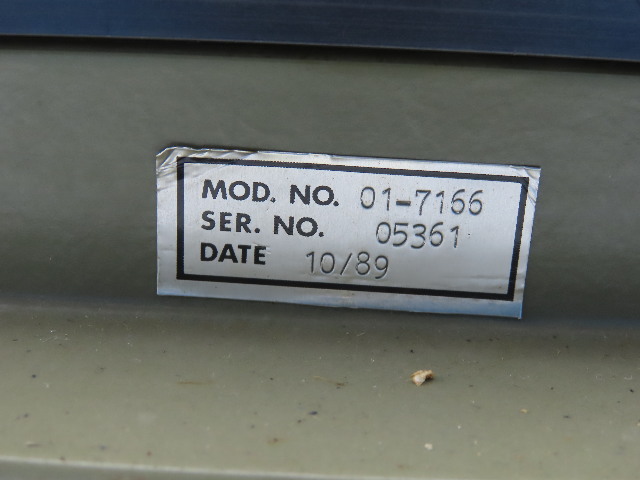 MOD. NO. 01-7166
SER. NO. 05361
DATE 10/89